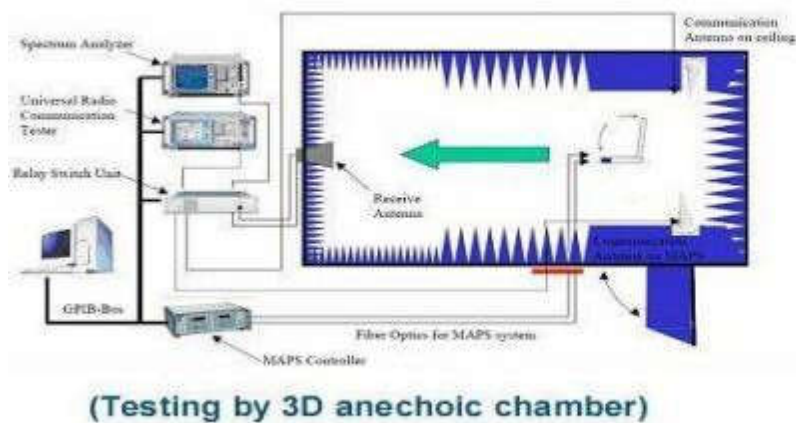 Communication
Antenna on ceiling
Spectrum Analyzer
Universal Radio
Communication
Tester
Relay Switch Unit
Receive
Antenna
Communication
Antenna on MAPS
GPIB-Bus
Fiber Optics for MAPS system
MAPS Controller
(Testing by 3D anechoic chamber)